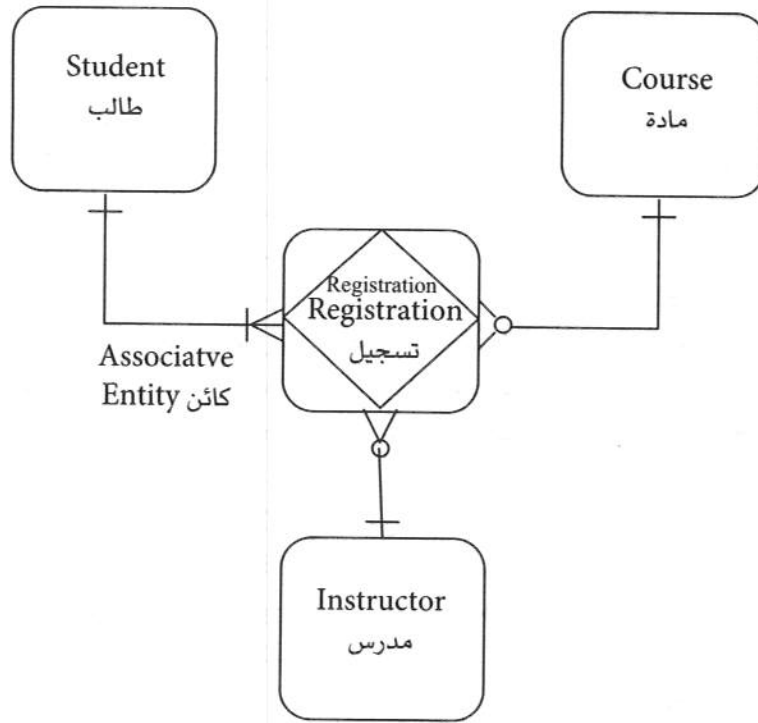 Student
طالب
Course
مادة
Registration
Registration
تسجيل
Associatve
Entity كائن
Instructor
مدرس